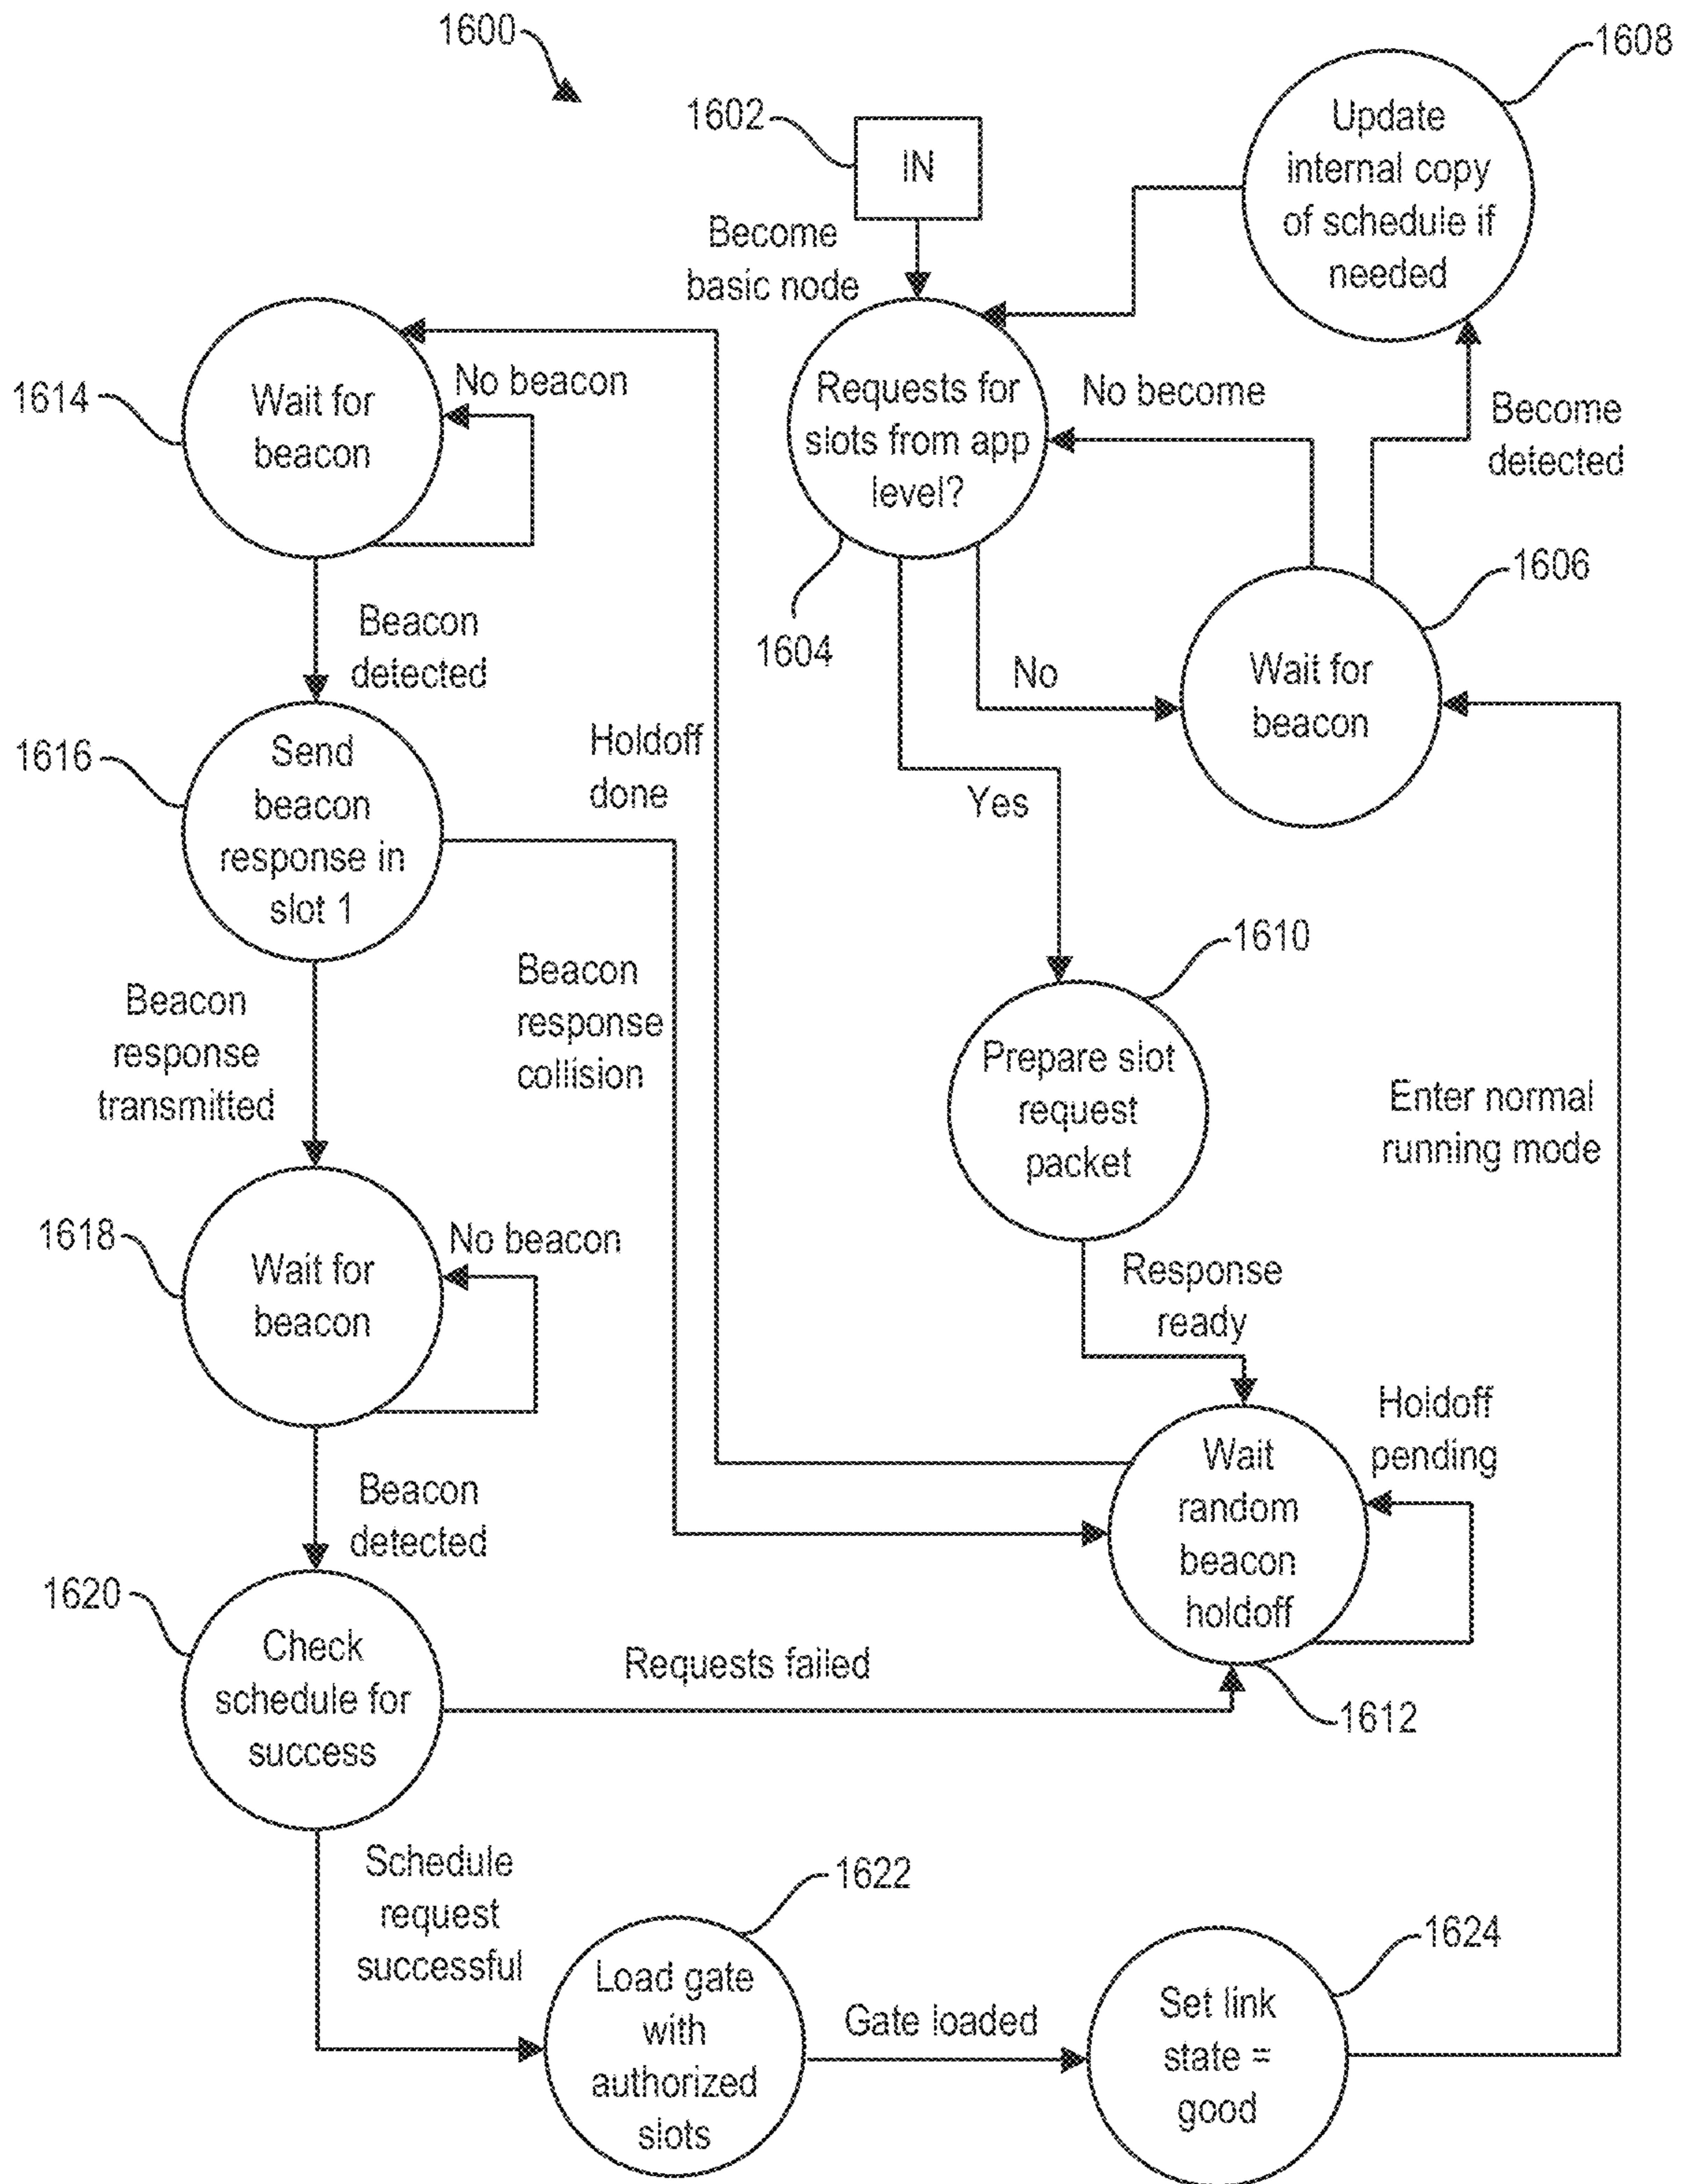 1600
1608
1602
IN
Update
internal copy
of schedule if
needed
Become
basic node
1614
Wait for
beacon
No beacon
Requests for
slots from app
level?
No become
Become
detected
1604
1606
Wait for
beacon
No
Yes
Beacon
detected
1616
Send
beacon
response in
slot 1
Holdoff
done
Beacon
response
collision
1610
Prepare slot
request
packet
Enter normal
running mode
Beacon
response
transmitted
1618
Wait for
beacon
No beacon
Response
ready
Holdoff
pending
Wait
random
beacon
holdoff
1612
Beacon
detected
1620
Check
schedule for
success
Requests failed
Schedule
request
successful
1622
Load gate
with
authorized
slots
Gate loaded
1624
Set link
state =
good